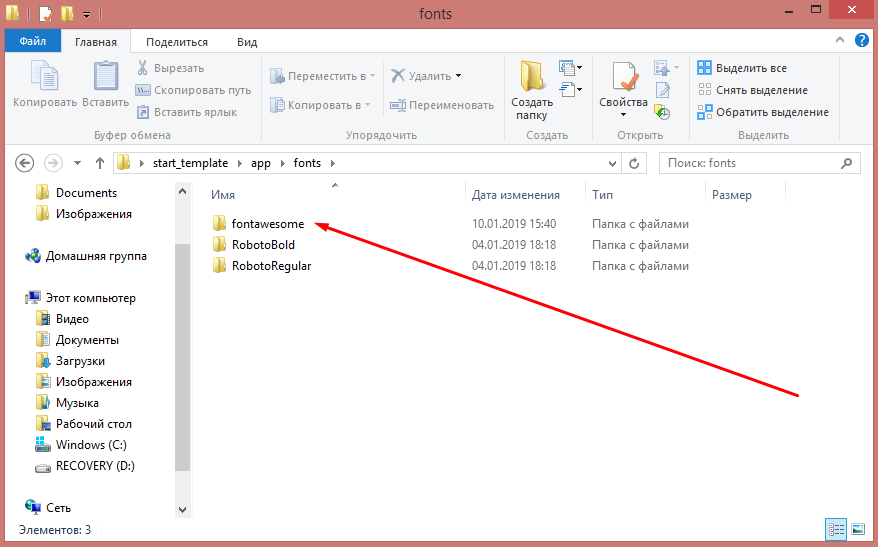 fonts
Файл Главная Поделиться Вид
Копировать
Вставить
Вырезать
Скопировать путь
Вставить ярлык
Буфер обмена
Переместить в
Копировать в
Удалить
Переименовать
Упорядочить
Создать
папку
Создать
Свойства
Открыть
Выделить все
Снять выделение
Обратить выделение
Выделить
start_template app fonts
Поиск: fonts
Documents
Изображения
Домашняя группа
Этот компьютер
Видео
Документы
Загрузки
Изображения
Музыка
Рабочий стол
Windows (C:)
RECOVERY (D:)
Сеть
Имя Дата изменения Тип Размер
fontawesome 10.01.2019 15:40 Папка с файлами
RobotoBold 04.01.2019 18:18 Папка с файлами
RobotoRegular 04.01.2019 18:18 Папка с файлами
Элементов: 3